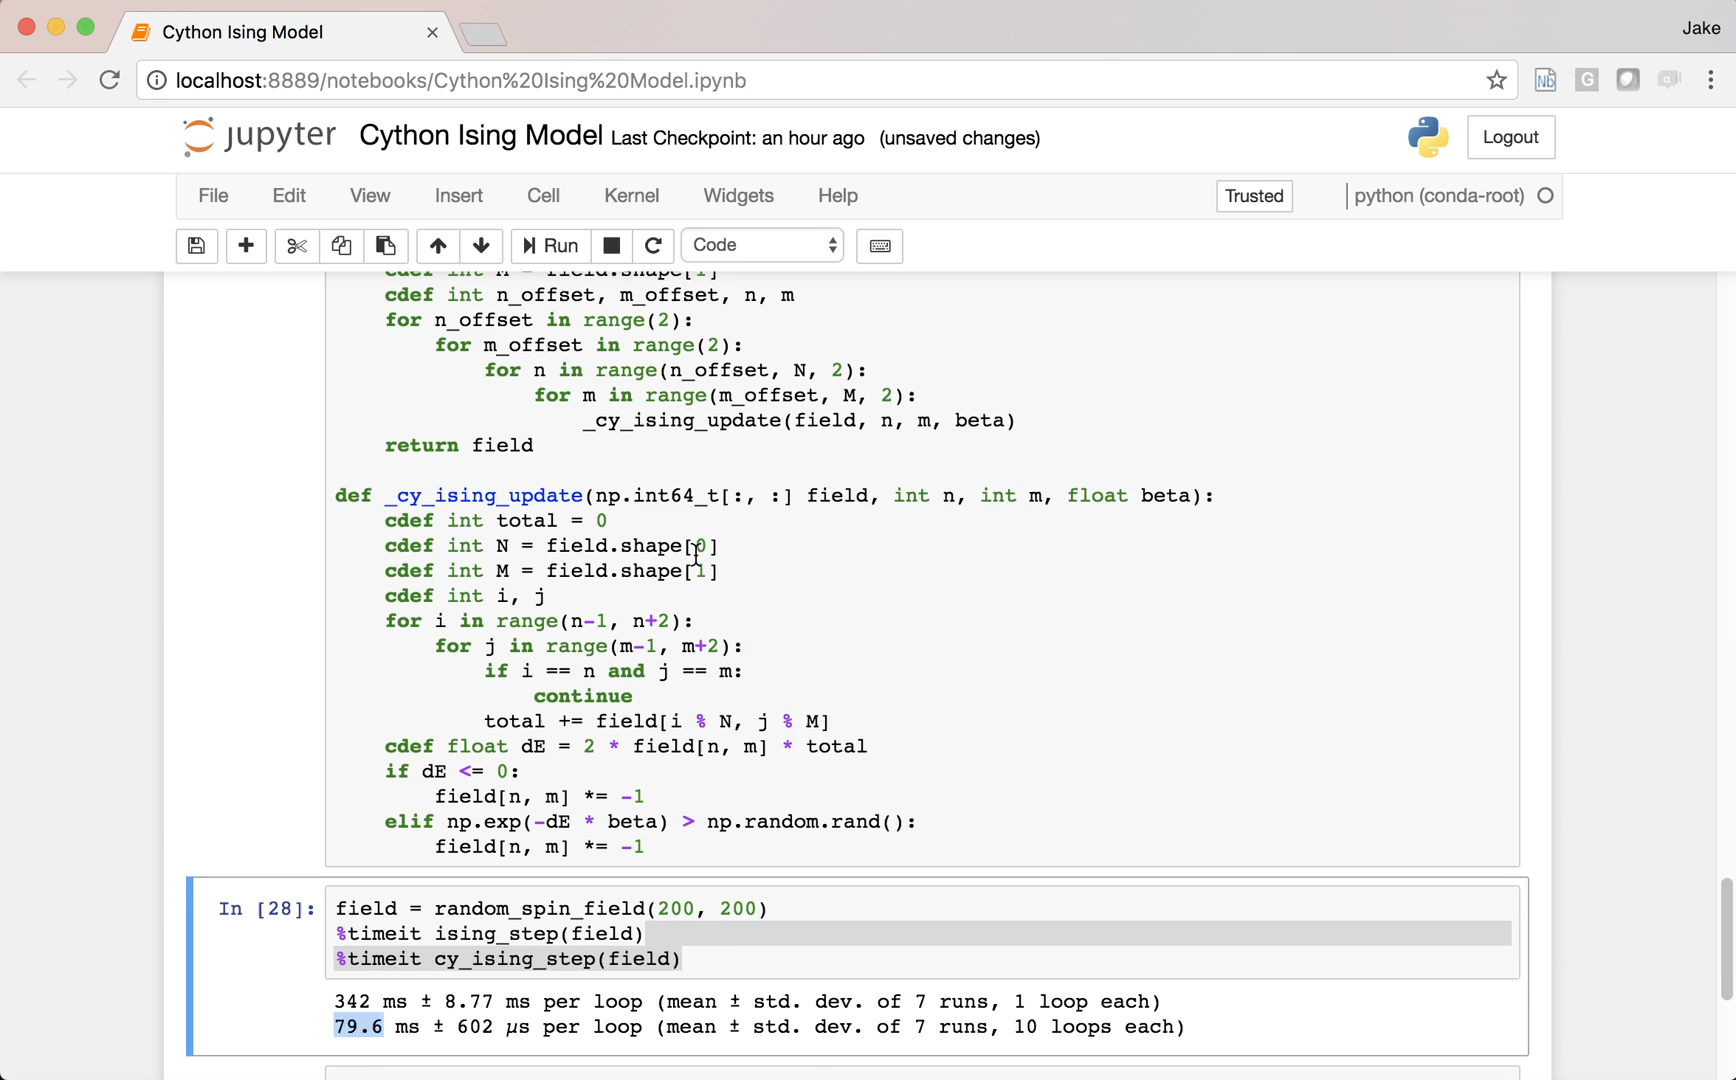 Cython Ising Model
Jake
localhost:8889/notebooks/Cython%20Ising%20Model.ipynb
Nb
G
a
jupyter Cython Ising Model Last Checkpoint: an hour ago (unsaved changes)
Logout
File Edit View Insert Cell Kernel Widgets Help
Trusted
python (conda-root)
Run
Code
cdef int M = field.shape[1]
cdef int n_offset, m_offset, n, m
for n_offset in range(2):
for m_offset in range(2):
for n in range(n_offset, N, 2):
for m in range(m_offset, M, 2):
_cy_ising_update(field, n, m, beta)
return field
def _cy_ising_update(np.int64_t[:, :] field, int n, int m, float beta):
cdef int total = 0
cdef int N = field.shape[0]
cdef int M = field.shape[1]
cdef int i, j
for i in range(n-1, n+2):
for j in range(m-1, m+2):
if i == n and j == m:
continue
total += field[i % N, j % M]
cdef float dE = 2 * field[n, m] * total
if dE <= 0:
field[n, m] *= -1
elif np.exp(-dE * beta) > np.random.rand():
field[n, m] *= -1
In [28]:
field = random_spin_field(200, 200)
%timeit ising_step(field)
%timeit cy_ising_step(field)
342 ms ± 8.77 ms per loop (mean ± std. dev. of 7 runs, 1 loop each)
79.6 ms ± 602 µs per loop (mean ± std. dev. of 7 runs, 10 loops each)